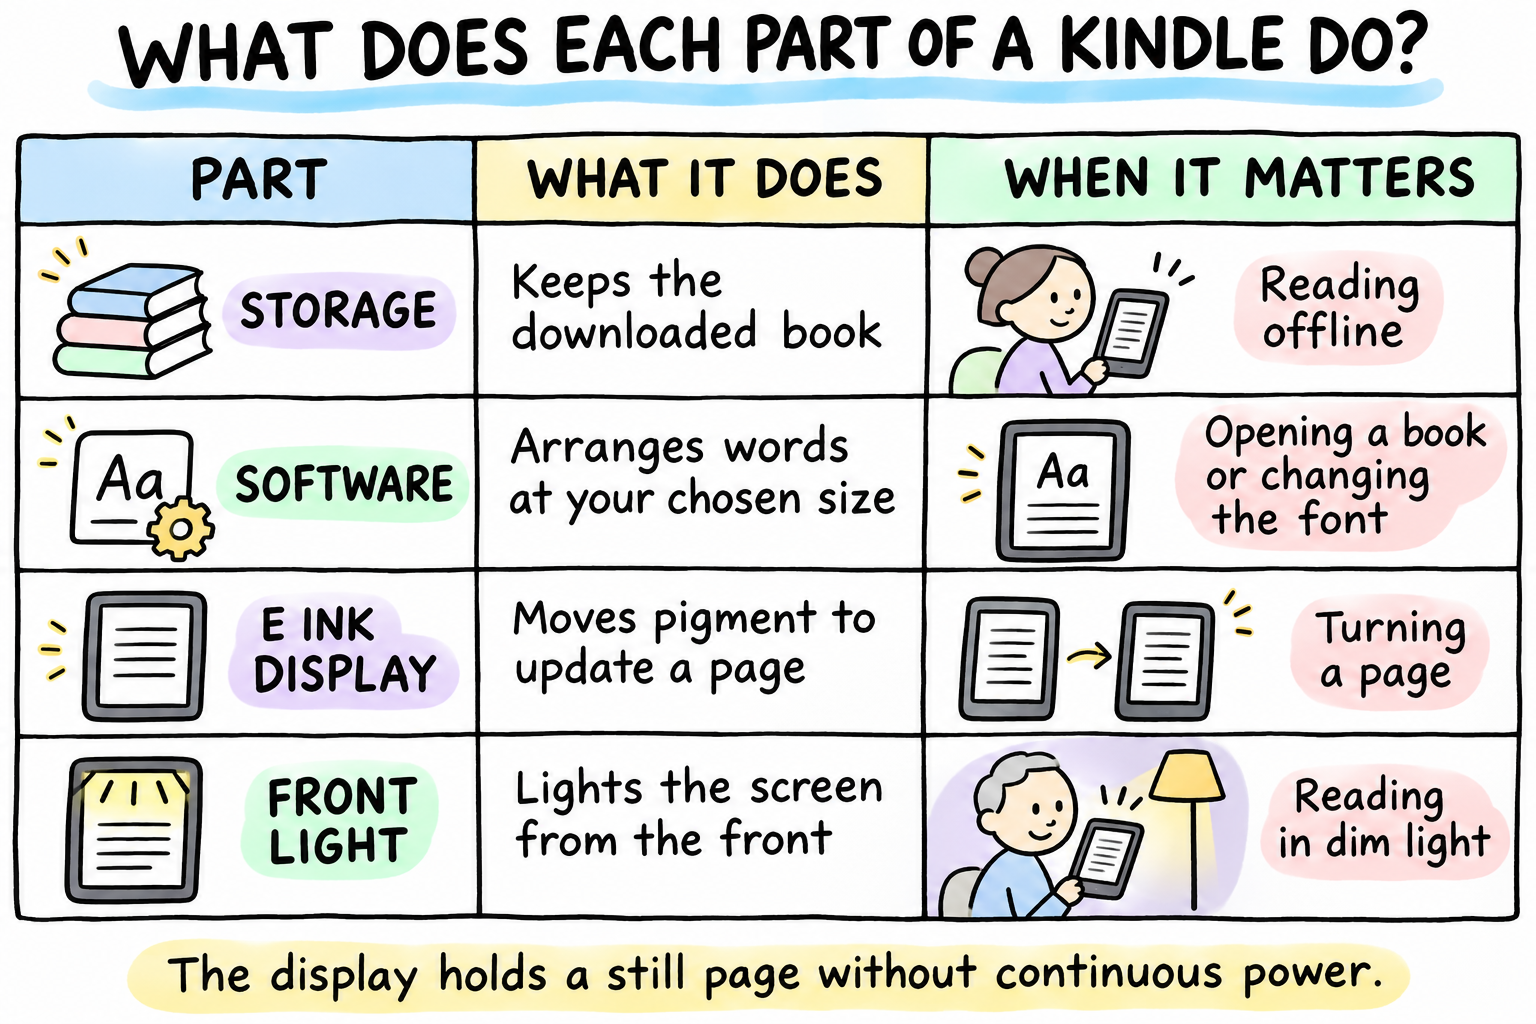 WHAT DOES EACH PART OF A KINDLE DO?
PART
WHAT IT DOES
WHEN IT MATTERS
STORAGE
Keeps the
downloaded book
Reading
offline
Aa
SOFTWARE
Arranges words
at your chosen size
Aa
Opening a book
or changing
the font
E INK
DISPLAY
Moves pigment to
update a page
Turning
a page
FRONT
LIGHT
Lights the screen
from the front
Reading
in dim light
The display holds a still page without continuous power.